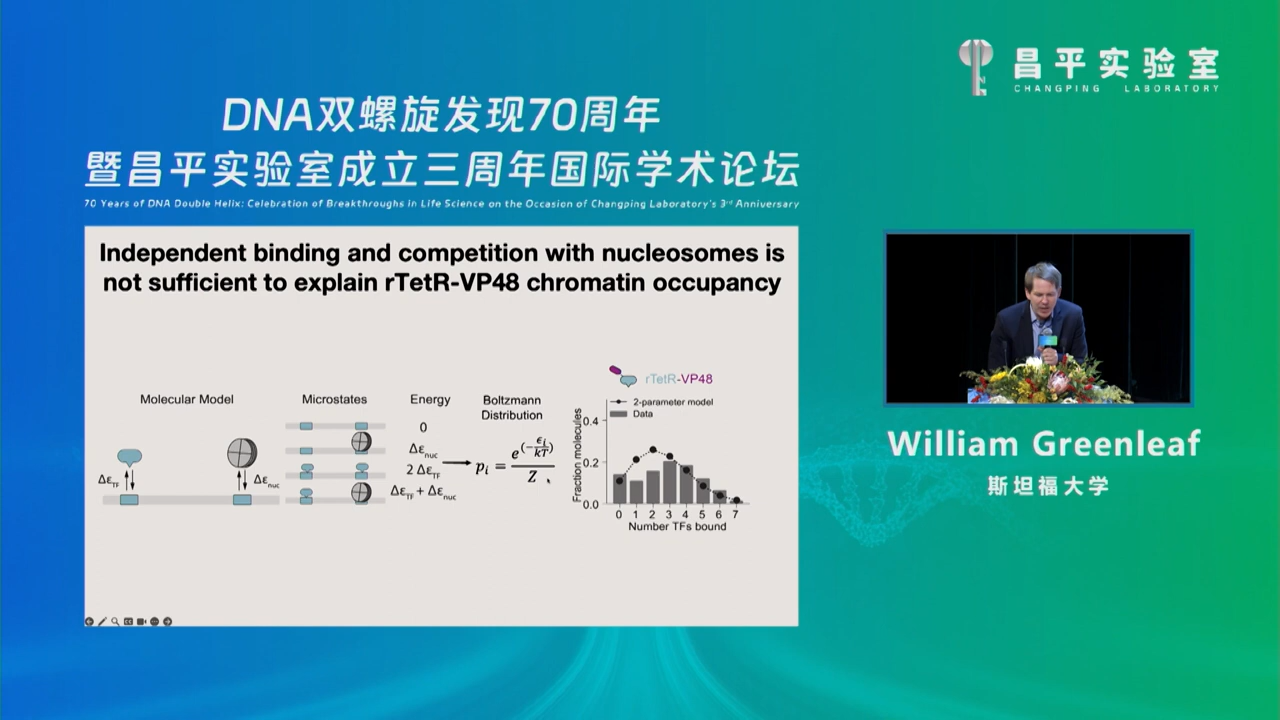 昌平实验室
CHANGPING LABORATORY
DNA双螺旋发现70周年
暨昌平实验室成立三周年国际学术论坛
70 Years of DNA Double Helix: Celebration of Breakthroughs in Life Science on the Occasion of Changping Laboratory's 3rd Anniversary
Independent binding and competition with nucleosomes is
not sufficient to explain rTetR-VP48 chromatin occupancy
Molecular Model
Δε_TF
Δε_nuc
Microstates
Energy
0
Δε_nuc
2 Δε_TF
Δε_TF + Δε_nuc
Boltzmann
Distribution
p_i = e^(-ε_i/kT) / Z
rTetR-VP48
2-parameter model
Data
Fraction molecules
0.4
0.2
0.0
0 1 2 3 4 5 6 7
Number TFs bound
William Greenleaf
斯坦福大学